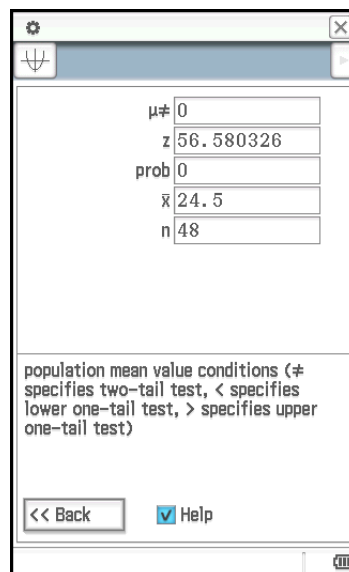 μ≠ 0
z 56.580326
prob 0
x̄ 24.5
n 48
population mean value conditions (≠
specifies two-tail test, < specifies
lower one-tail test, > specifies upper
one-tail test)
<< Back Help